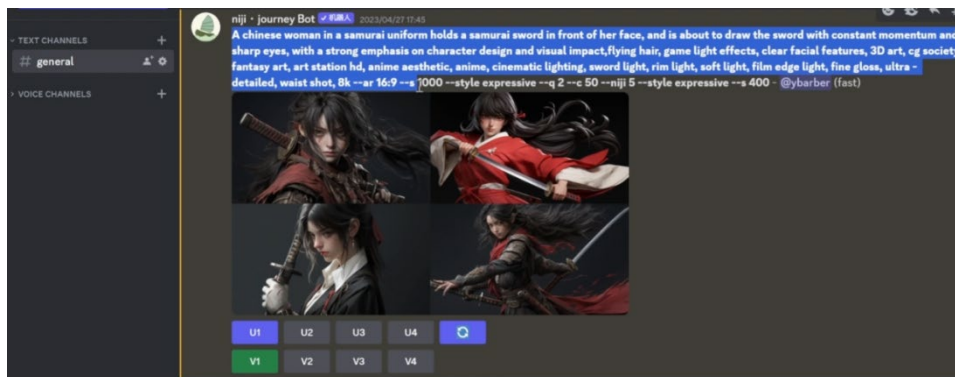 niji · journey Bot ✓ 机器人 2023/04/27 17:45
A chinese woman in a samurai uniform holds a samurai sword in front of her face, and is about to draw the sword with constant momentum and
sharp eyes, with a strong emphasis on character design and visual impact,flying hair, game light effects, clear facial features, 3D art, cg society
fantasy art, art station hd, anime aesthetic, anime, cinematic lighting, sword light, rim light, soft light, film edge light, fine gloss, ultra -
detailed, waist shot, 8k --ar 16:9 --s 1000 --style expressive --q 2 --c 50 --niji 5 --style expressive --s 400 - @ybarber (fast)
TEXT CHANNELS
# general
VOICE CHANNELS
U1 U2 U3 U4
V1 V2 V3 V4